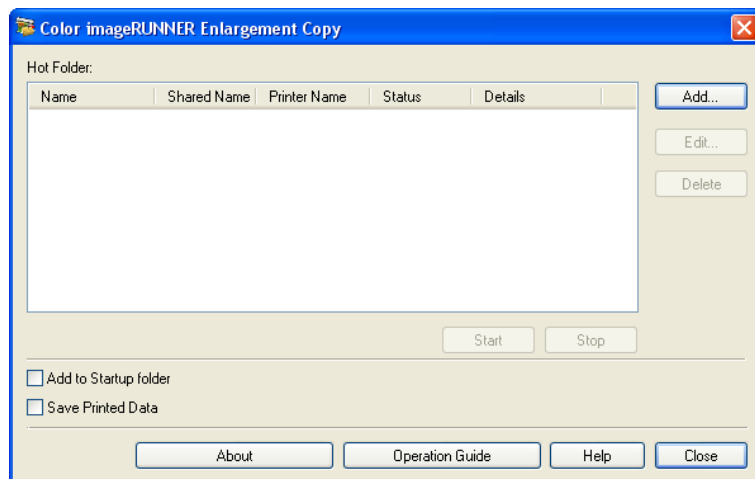 Color imageRUNNER Enlargement Copy
Hot Folder:
Name Shared Name Printer Name Status Details
Add...
Edit...
Delete
Start Stop
Add to Startup folder
Save Printed Data
About Operation Guide Help Close